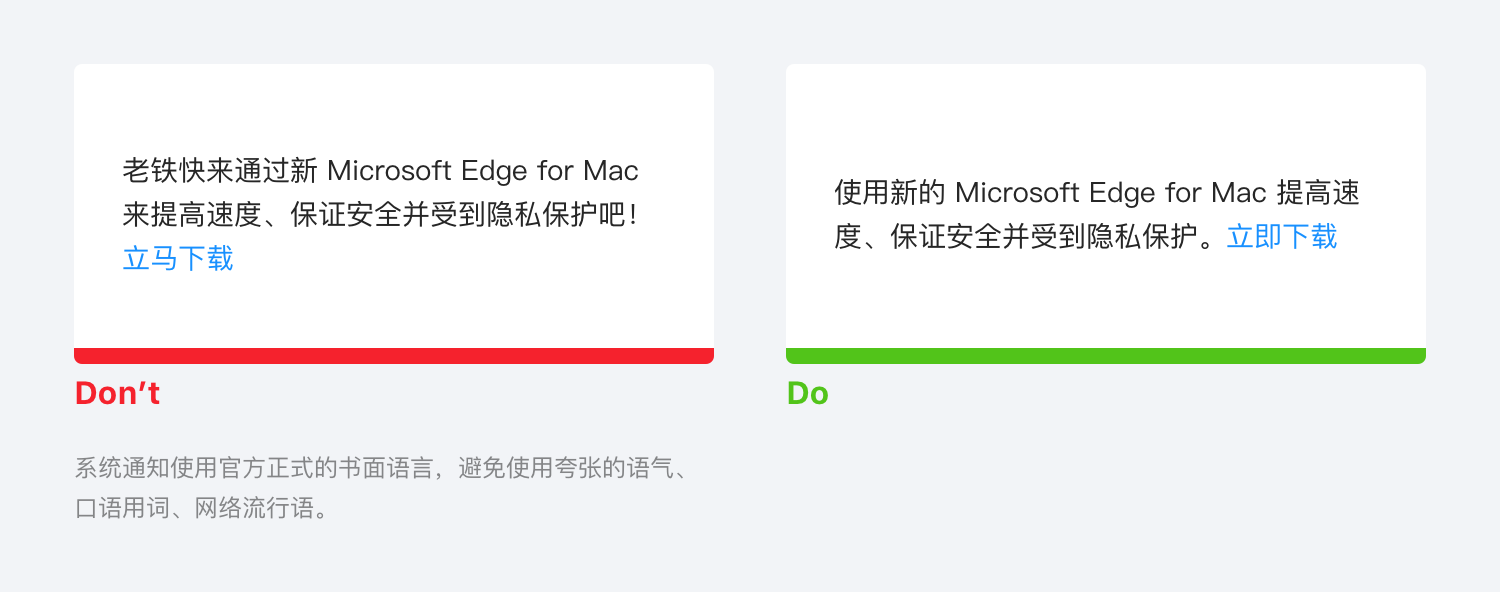 老铁快来通过新 Microsoft Edge for Mac
来提高速度、保证安全并受到隐私保护吧！
立马下载
Don't
系统通知使用官方正式的书面语言，避免使用夸张的语气、
口语用词、网络流行语。
使用新的 Microsoft Edge for Mac 提高速
度、保证安全并受到隐私保护。立即下载
Do